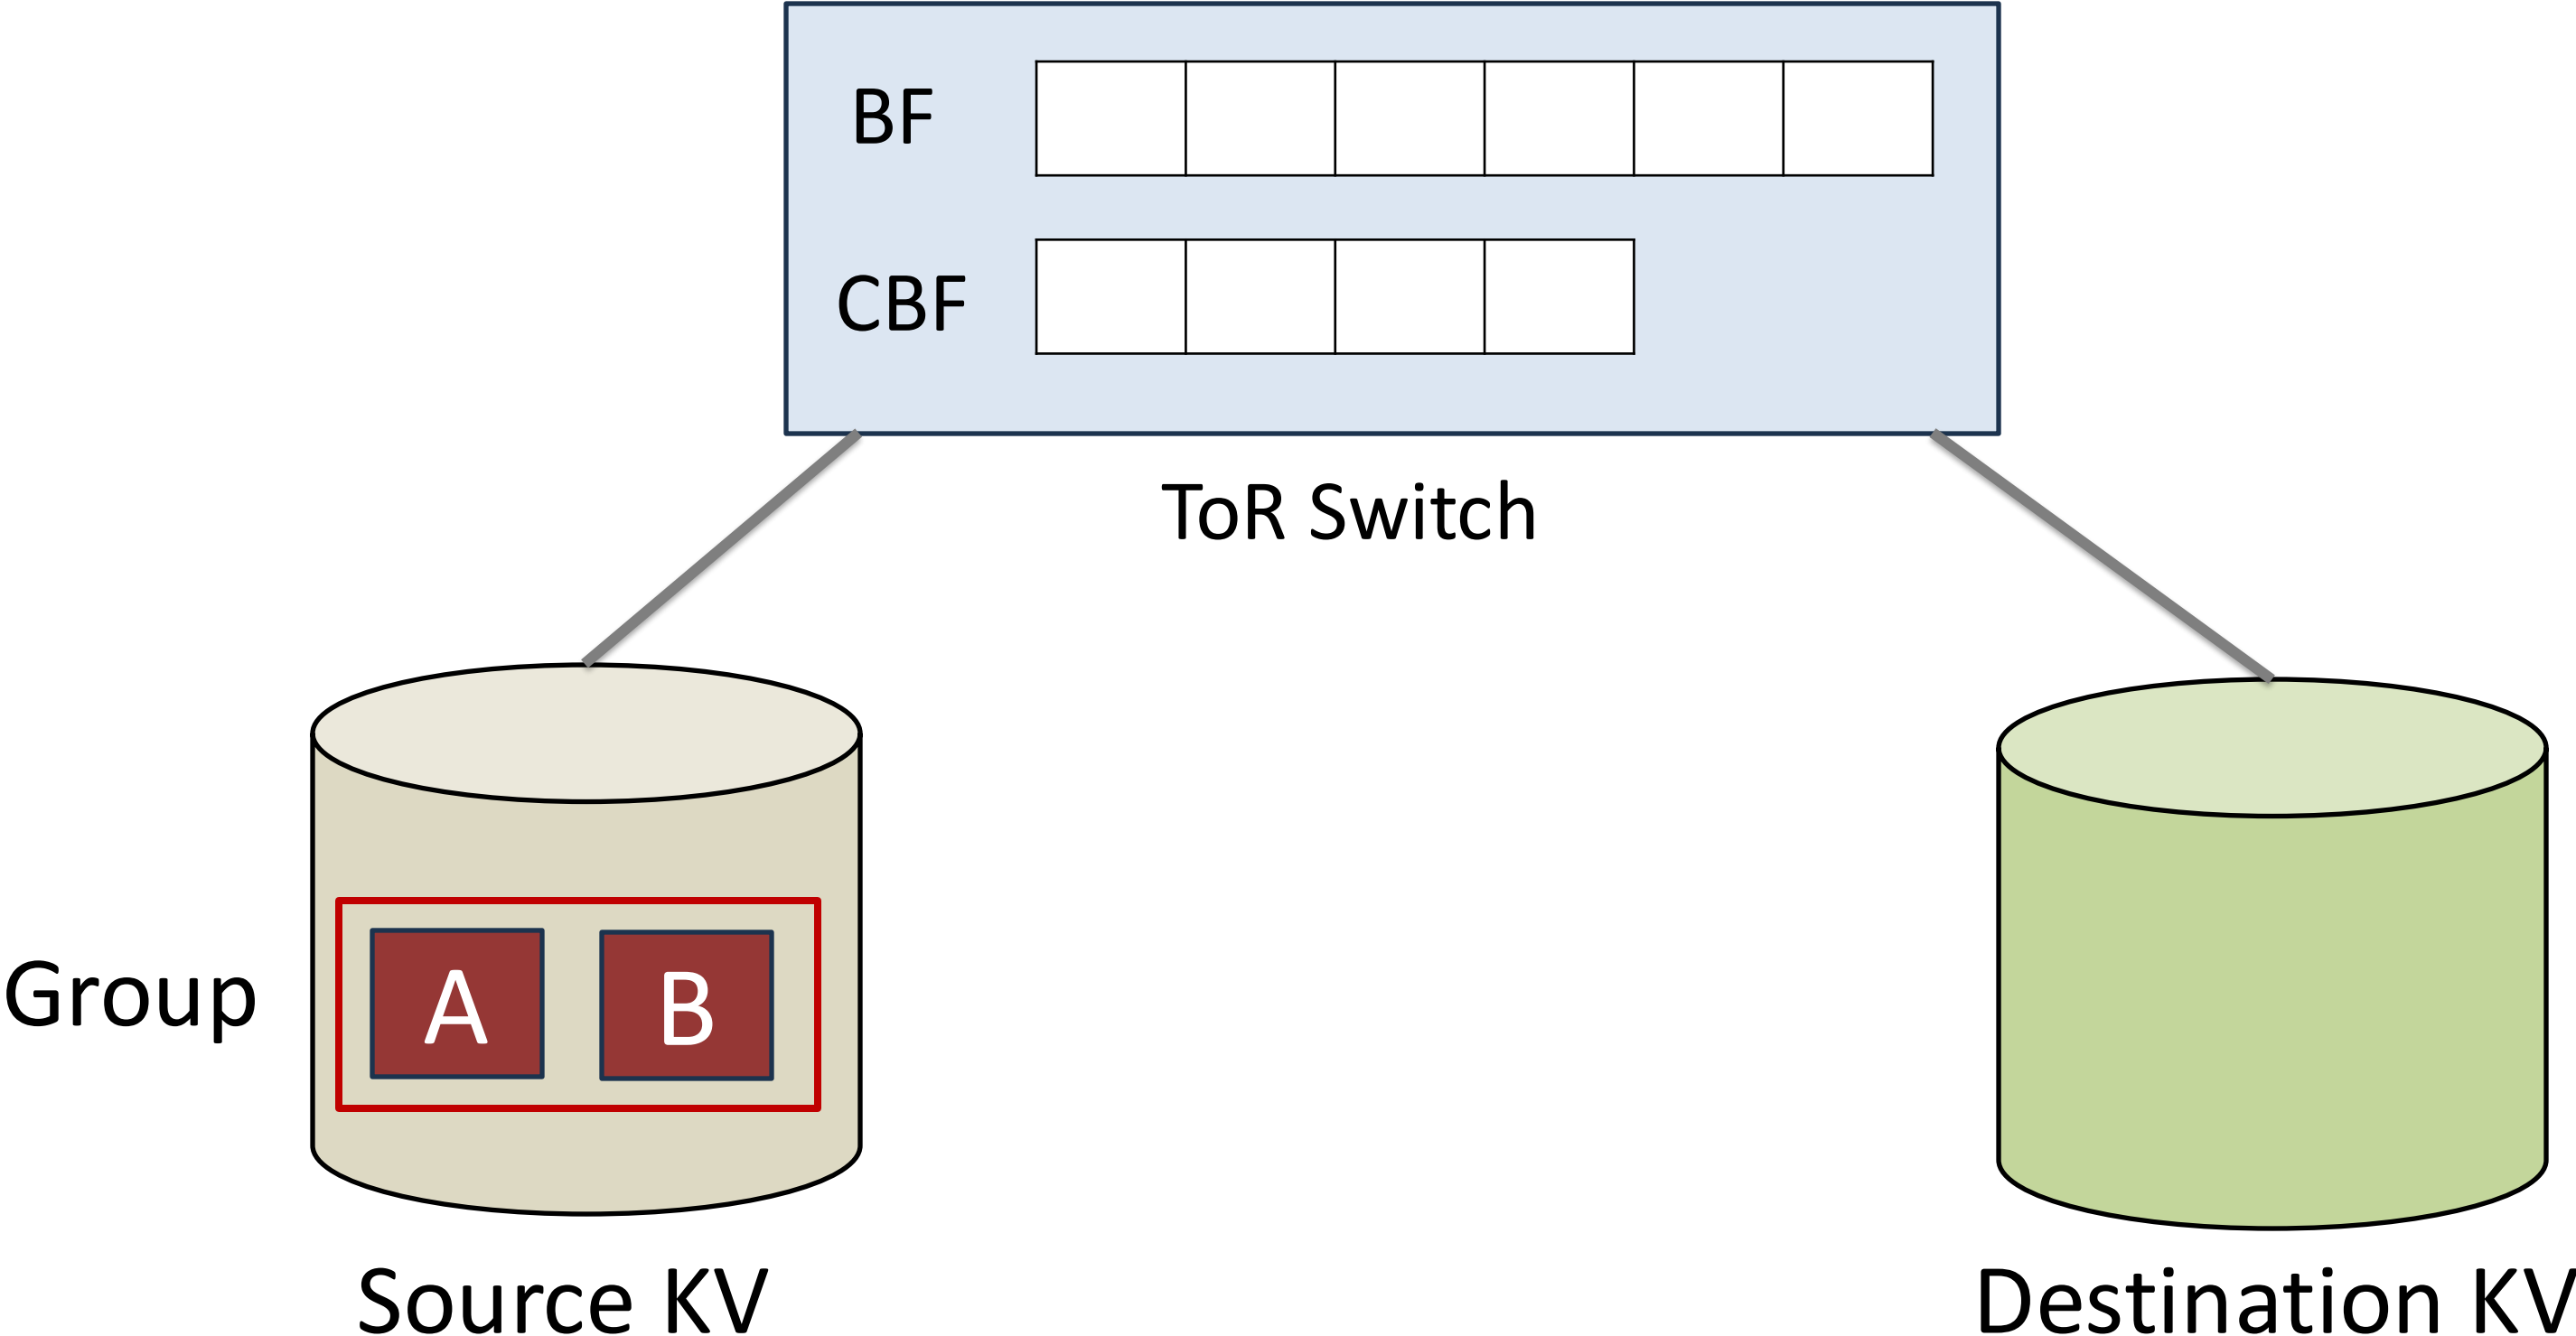 BF
CBF
ToR Switch
Group
A
B
Source KV
Destination KV